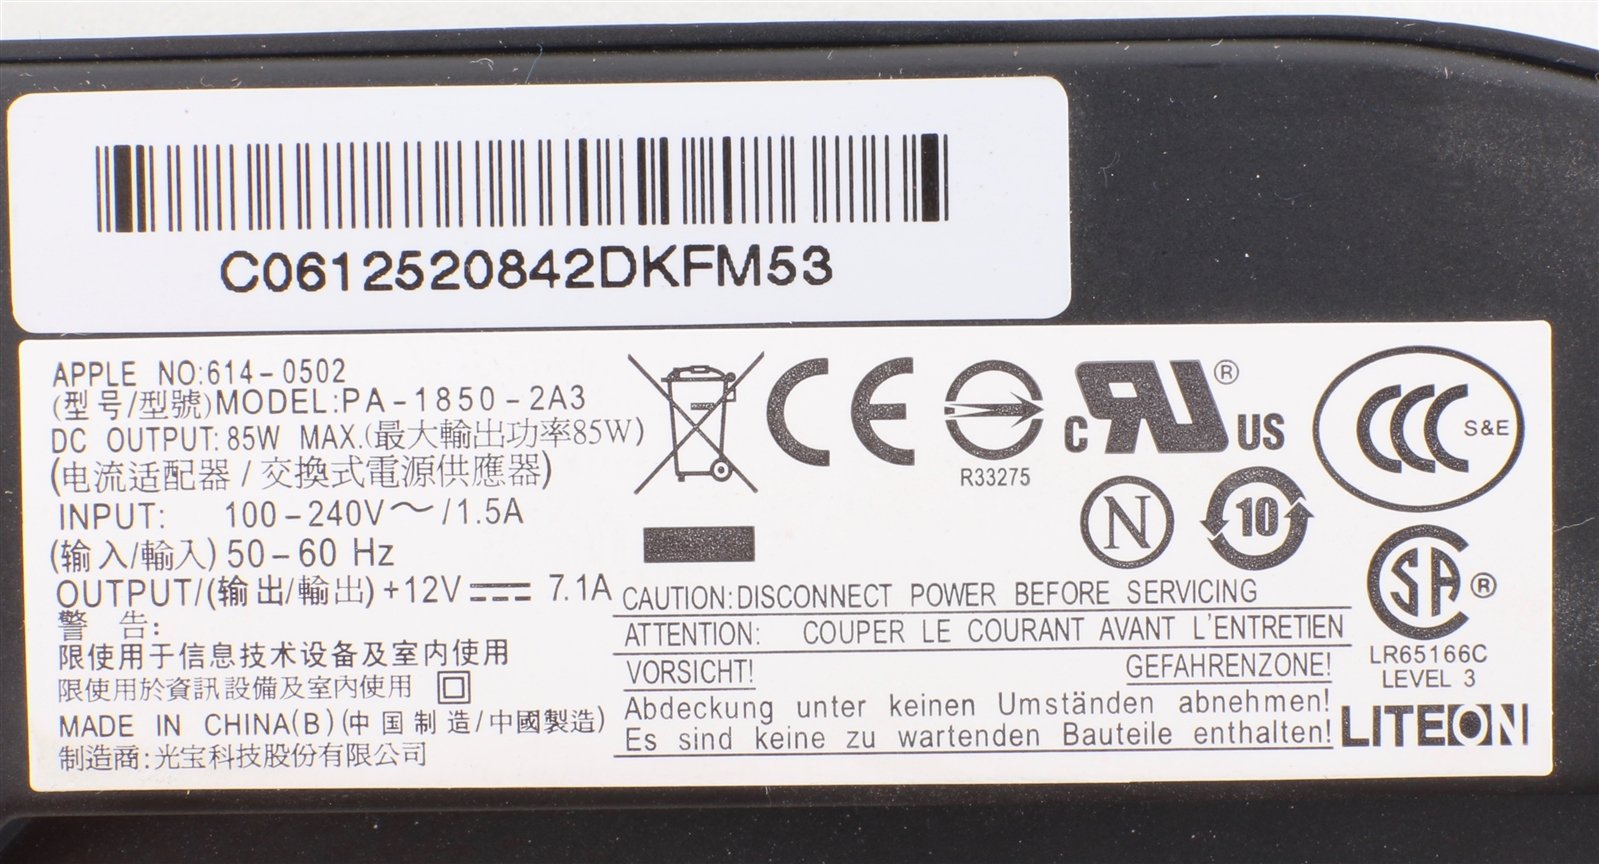 C0612520842DKFM53
APPLE NO:614-0502
(型号/型號)MODEL:PA-1850-2A3
DC OUTPUT: 85W MAX.(最大輸出功率85W)
(电流适配器 / 交換式電源供應器)
INPUT: 100-240V～/1.5A
(输入/輸入) 50-60 Hz
OUTPUT/(输出/輸出) +12V⎓ 7.1A
警 告:
限使用于信息技术设备及室内使用
限使用於資訊設備及室內使用
MADE IN CHINA(B) (中国制造/中國製造)
制造商:光宝科技股份有限公司
CE
R33275
c RU ® US
CCC S&E
N
10
SA ®
LR65166C
LEVEL 3
CAUTION:DISCONNECT POWER BEFORE SERVICING
ATTENTION: COUPER LE COURANT AVANT L'ENTRETIEN
VORSICHT! GEFAHRENZONE!
Abdeckung unter keinen Umständen abnehmen!
Es sind keine zu wartenden Bauteile enthalten!
LITEON